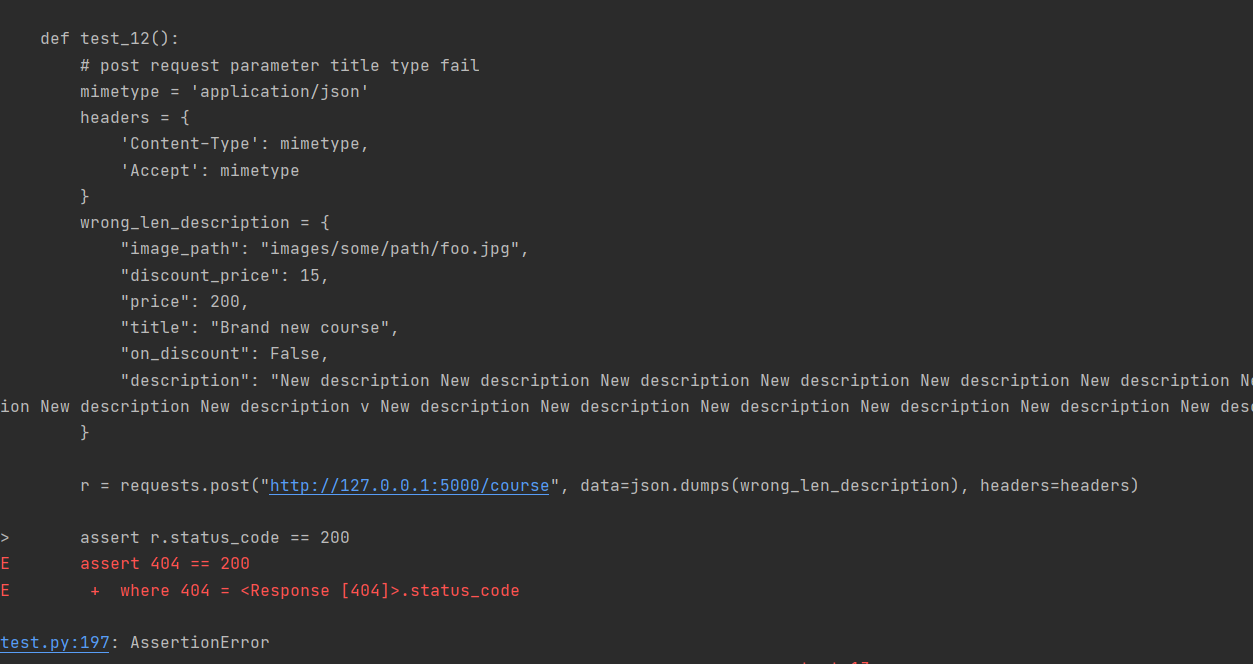 def test_12():
# post request parameter title type fail
mimetype = 'application/json'
headers = {
'Content-Type': mimetype,
'Accept': mimetype
}
wrong_len_description = {
"image_path": "images/some/path/foo.jpg",
"discount_price": 15,
"price": 200,
"title": "Brand new course",
"on_discount": False,
"description": "New description New description New description New description New description New description
ion New description New description v New description New description New description New description New description New
}
r = requests.post("http://127.0.0.1:5000/course", data=json.dumps(wrong_len_description), headers=headers)
> assert r.status_code == 200
E assert 404 == 200
E + where 404 = <Response [404]>.status_code
test.py:197: AssertionError